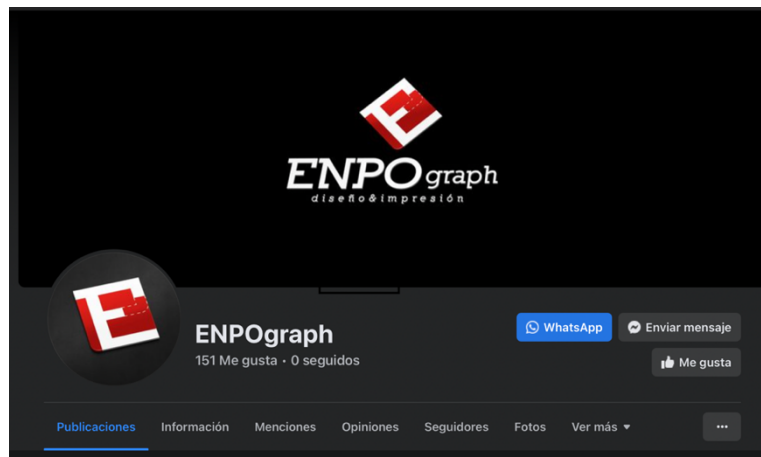 ENPOgraph
diseño&impresión
ENPOgraph
151 Me gusta • 0 seguidos
WhatsApp
Enviar mensaje
Me gusta
Publicaciones Información Menciones Opiniones Seguidores Fotos Ver más